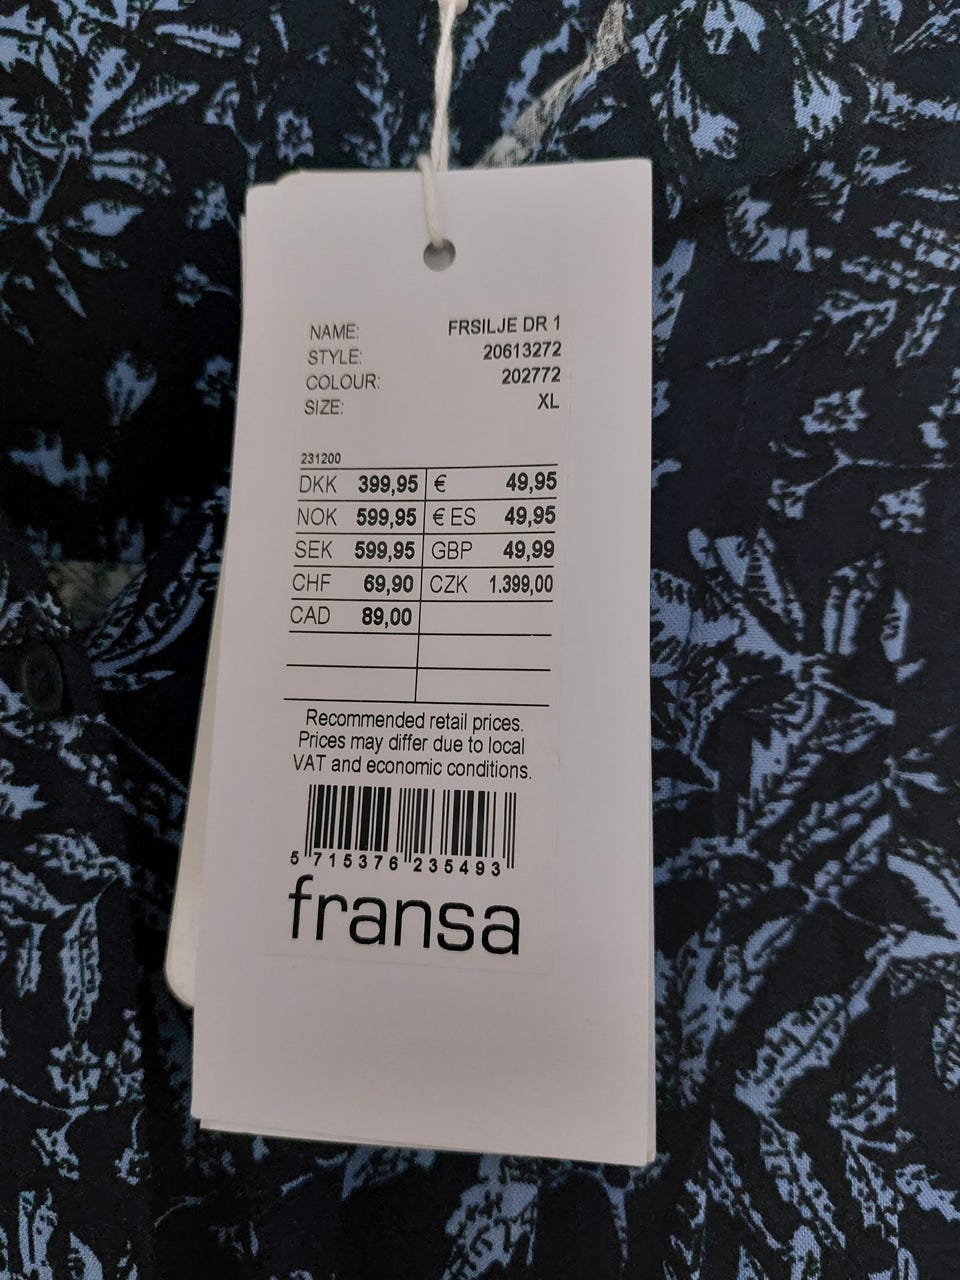 NAME: FRSILJE DR 1
STYLE: 20613272
COLOUR: 202772
SIZE: XL
231200
DKK 399,95 € 49,95
NOK 599,95 € ES 49,95
SEK 599,95 GBP 49,99
CHF 69,90 CZK 1.399,00
CAD 89,00
Recommended retail prices.
Prices may differ due to local
VAT and economic conditions.
5 715376 235493
fransa